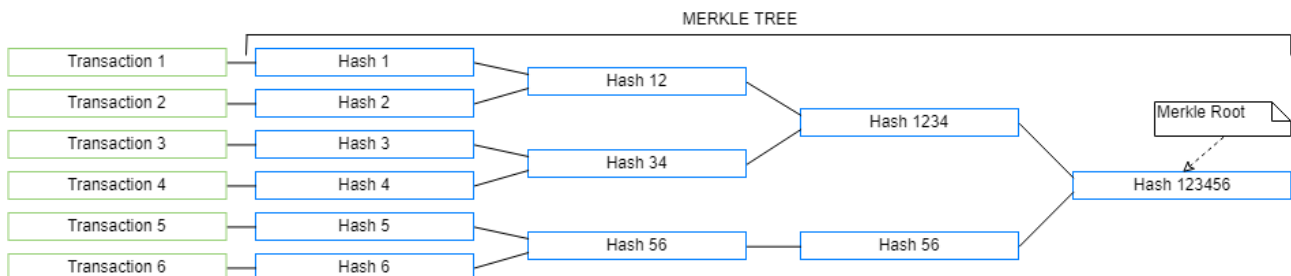 MERKLE TREE
Transaction 1
Hash 1
Hash 12
Transaction 2
Hash 2
Hash 1234
Merkle Root
Transaction 3
Hash 3
Hash 34
Transaction 4
Hash 4
Hash 123456
Transaction 5
Hash 5
Hash 56
Hash 56
Transaction 6
Hash 6